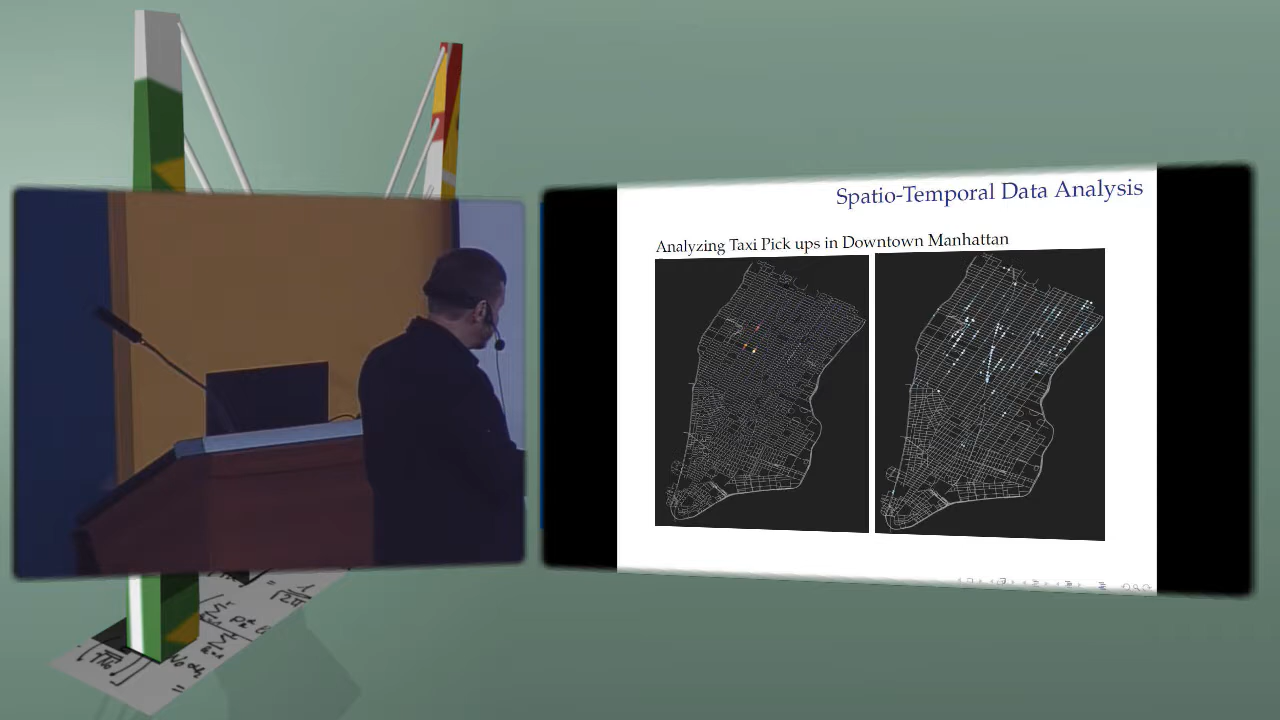 Spatio-Temporal Data Analysis
Analyzing Taxi Pick ups in Downtown Manhattan